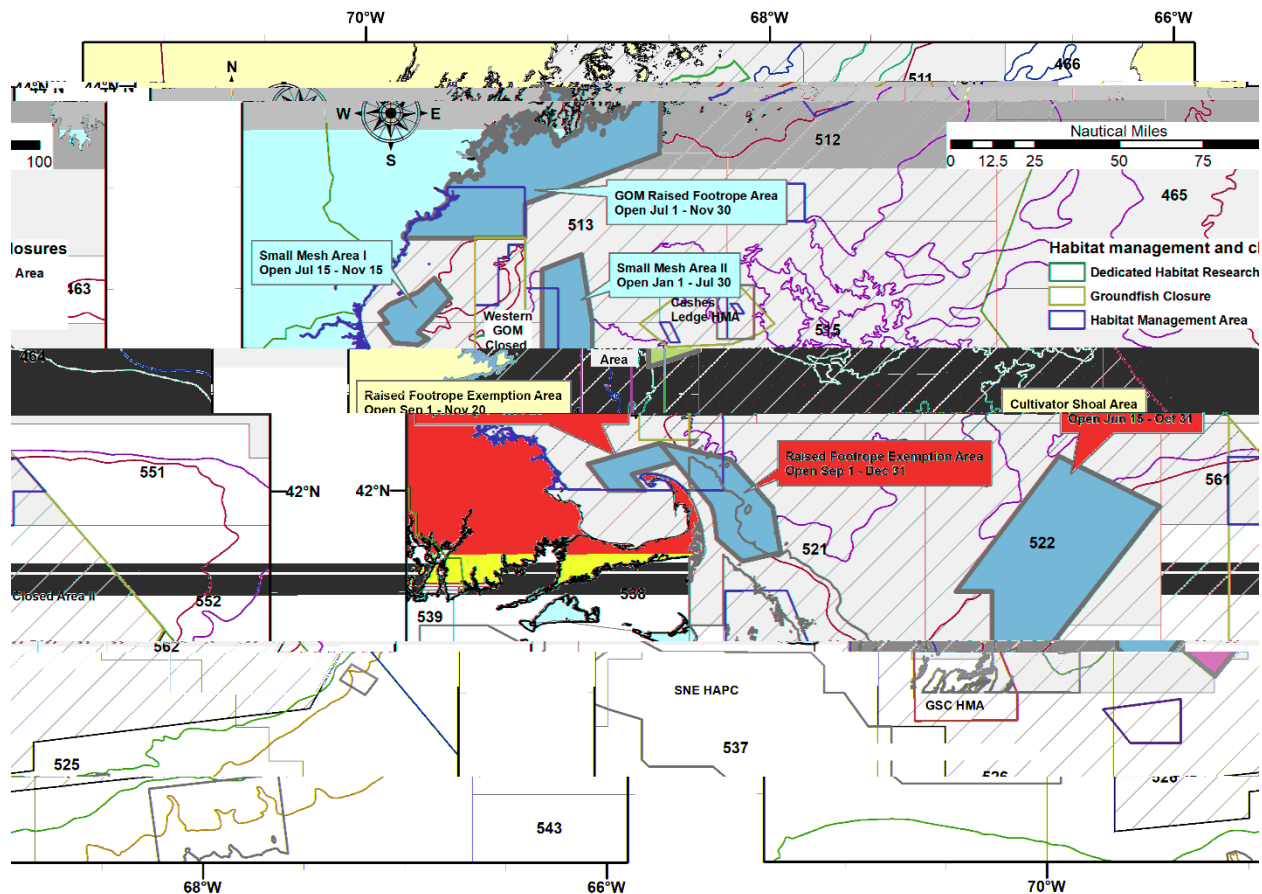 70°W
68°W
66°W
N
511
466
W
E
S
512
Nautical Miles
100
0
12.5
25
50
75
GOM Raised Footrope Area
Open Jul 1 - Nov 30
465
513
losures
Small Mesh Area I
Open Jul 15 - Nov 15
Small Mesh Area II
Open Jan 1 - Jul 30
Habitat management and cl
Area
Dedicated Habitat Research
463
Cashes
Ledge HMA
Groundfish Closure
Western
GOM
Closed
515
Habitat Management Area
464
Area
Raised Footrope Exemption Area
Open Sep 1 - Nov 20
Cultivator Shoal Area
Open Jun 15 - Oct 31
Raised Footrope Exemption Area
Open Sep 1 - Dec 31
551
42°N
42°N
561
522
521
Closed Area II
552
538
539
562
SNE HAPC
GSC HMA
537
525
526
526
543
68°W
66°W
70°W